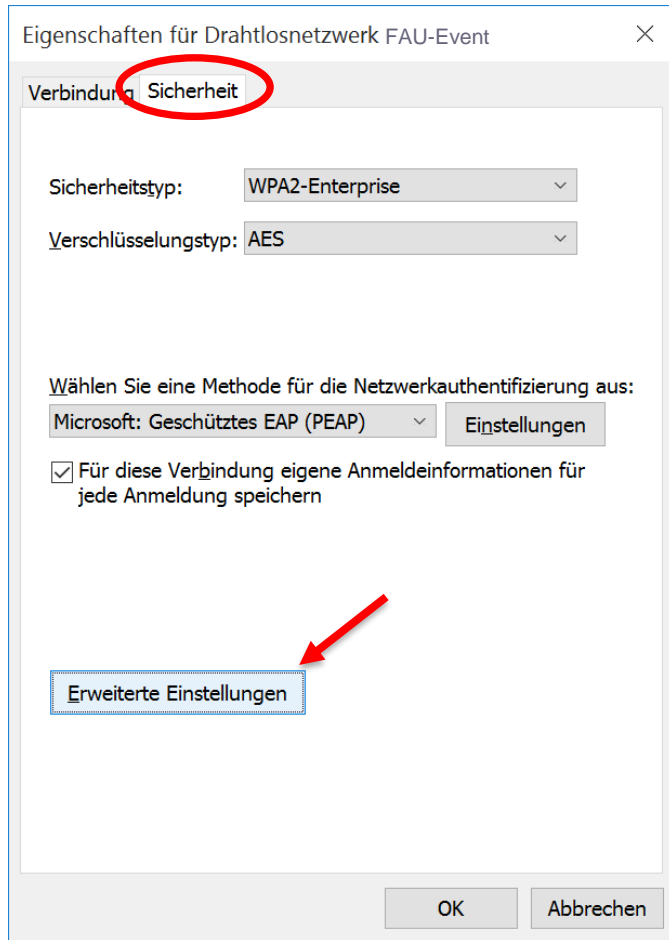 Eigenschaften für Drahtlosnetzwerk FAU-Event
Verbindung Sicherheit
Sicherheitstyp: WPA2-Enterprise
Verschlüsselungstyp: AES
Wählen Sie eine Methode für die Netzwerkauthentifizierung aus:
Microsoft: Geschütztes EAP (PEAP) Einstellungen
Für diese Verbindung eigene Anmeldeinformationen für
jede Anmeldung speichern
Erweiterte Einstellungen
OK Abbrechen